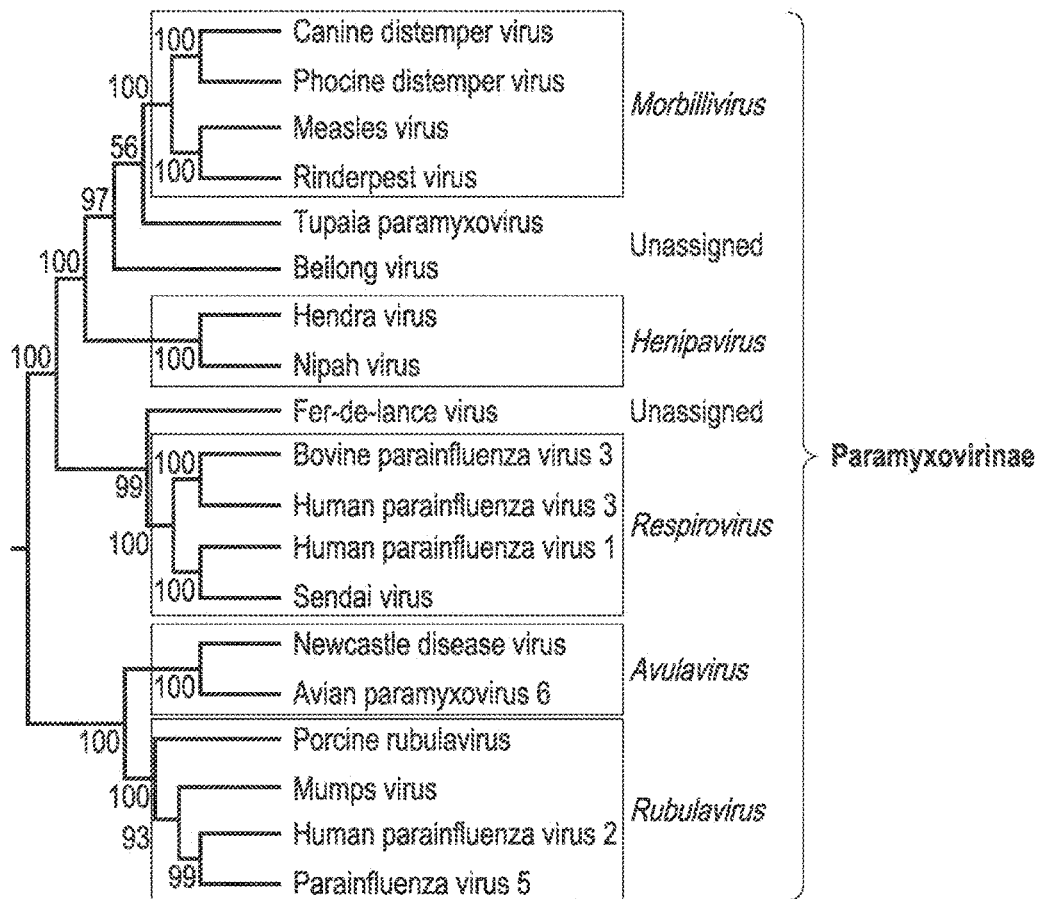 100
Canine distemper virus
100
Phocine distemper virus
Morbillivirus
56
Measles virus
100
Rinderpest virus
97
Tupaia paramyxovirus
Unassigned
100
Beilong virus
Hendra virus
Henipavirus
100
100
Nipah virus
Fer-de-lance virus
Unassigned
100
Bovine parainfluenza virus 3
Paramyxovirinae
99
Human parainfluenza virus 3
Respirovirus
100
Human parainfluenza virus 1
100
Sendai virus
Newcastle disease virus
Avulavirus
100
Avian paramyxovirus 6
100
Porcine rubulavirus
100
Mumps virus
Rubulavirus
93
Human parainfluenza virus 2
99
Parainfluenza virus 5